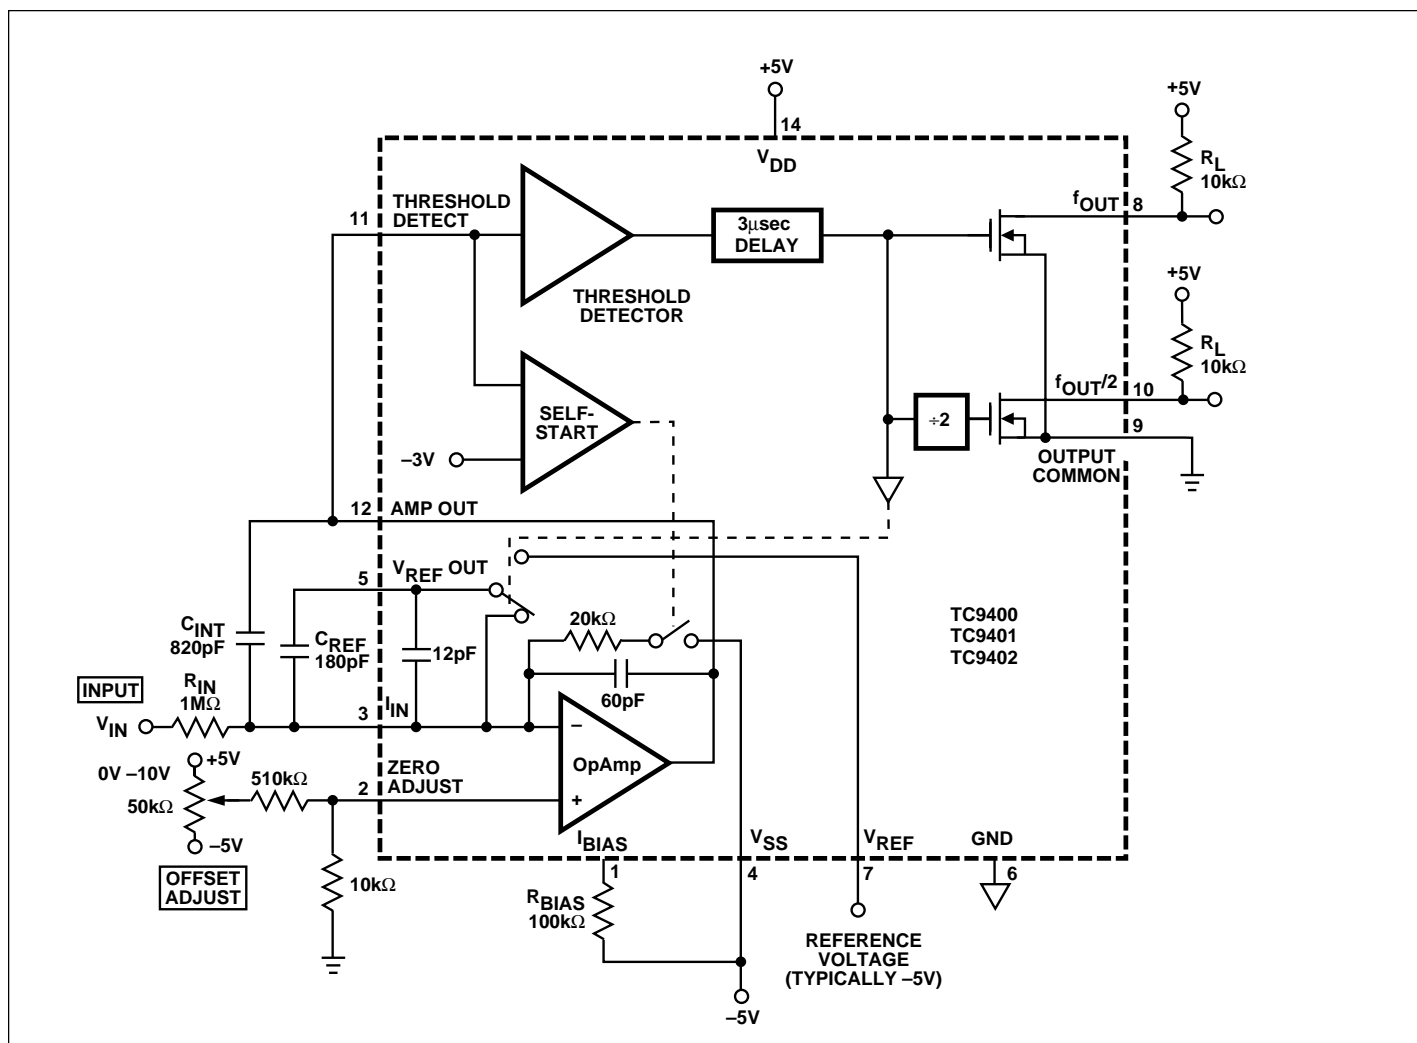 +5V
14
V_DD
+5V
R_L
10kΩ
f_OUT 8
THRESHOLD
DETECT
11
3μsec
DELAY
THRESHOLD
DETECTOR
+5V
R_L
10kΩ
f_OUT/2
10
÷2
9
OUTPUT
COMMON
SELF-
START
–3V
12 AMP OUT
5
V_REF OUT
C_INT
820pF
C_REF
180pF
12pF
20kΩ
60pF
TC9400
TC9401
TC9402
INPUT
R_IN
1MΩ
V_IN
3
I_IN
–
OpAmp
+
0V –10V
+5V
50kΩ
–5V
510kΩ
2
ZERO
ADJUST
OFFSET
ADJUST
10kΩ
I_BIAS
1
R_BIAS
100kΩ
V_SS
4
–5V
V_REF
7
REFERENCE
VOLTAGE
(TYPICALLY –5V)
GND
6